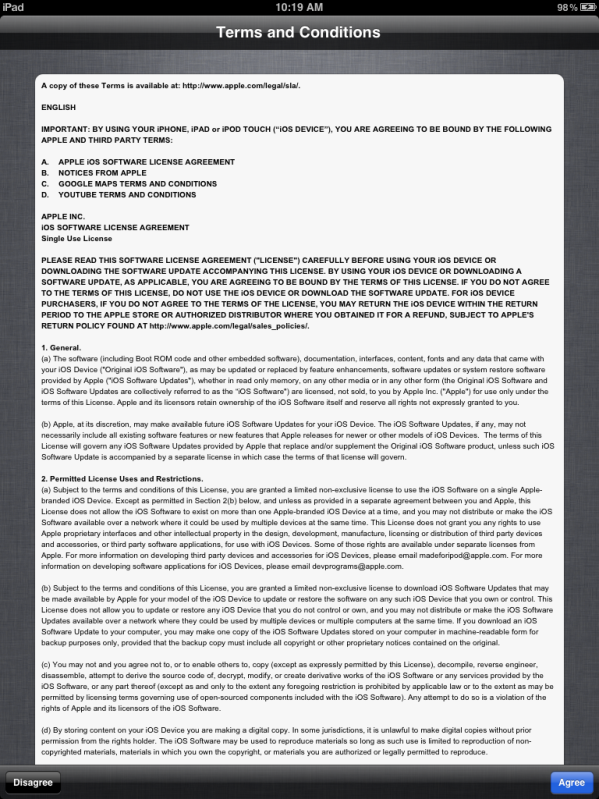 iPad 10:19 AM 98%
Terms and Conditions
A copy of these Terms is available at: http://www.apple.com/legal/sla/.
ENGLISH
IMPORTANT: BY USING YOUR iPHONE, iPAD or iPOD TOUCH ("iOS DEVICE"), YOU ARE AGREEING TO BE BOUND BY THE FOLLOWING
APPLE AND THIRD PARTY TERMS:
A. APPLE iOS SOFTWARE LICENSE AGREEMENT
B. NOTICES FROM APPLE
C. GOOGLE MAPS TERMS AND CONDITIONS
D. YOUTUBE TERMS AND CONDITIONS
APPLE INC.
iOS SOFTWARE LICENSE AGREEMENT
Single Use License
PLEASE READ THIS SOFTWARE LICENSE AGREEMENT ("LICENSE") CAREFULLY BEFORE USING YOUR iOS DEVICE OR
DOWNLOADING THE SOFTWARE UPDATE ACCOMPANYING THIS LICENSE. BY USING YOUR iOS DEVICE OR DOWNLOADING A
SOFTWARE UPDATE, AS APPLICABLE, YOU ARE AGREEING TO BE BOUND BY THE TERMS OF THIS LICENSE. IF YOU DO NOT AGREE
TO THE TERMS OF THIS LICENSE, DO NOT USE THE iOS DEVICE OR DOWNLOAD THE SOFTWARE UPDATE. FOR iOS DEVICE
PURCHASERS, IF YOU DO NOT AGREE TO THE TERMS OF THE LICENSE, YOU MAY RETURN THE iOS DEVICE WITHIN THE RETURN
PERIOD TO THE APPLE STORE OR AUTHORIZED DISTRIBUTOR WHERE YOU OBTAINED IT FOR A REFUND, SUBJECT TO APPLE'S
RETURN POLICY FOUND AT http://www.apple.com/legal/sales_policies/.
1. General.
(a) The software (including Boot ROM code and other embedded software), documentation, interfaces, content, fonts and any data that came with
your iOS Device ("Original iOS Software"), as may be updated or replaced by feature enhancements, software updates or system restore software
provided by Apple ("iOS Software Updates"), whether in read only memory, on any other media or in any other form (the Original iOS Software and
iOS Software Updates are collectively referred to as the "iOS Software") are licensed, not sold, to you by Apple Inc. ("Apple") for use only under the
terms of this License. Apple and its licensors retain ownership of the iOS Software itself and reserve all rights not expressly granted to you.
(b) Apple, at its discretion, may make available future iOS Software Updates for your iOS Device. The iOS Software Updates, if any, may not
necessarily include all existing software features or new features that Apple releases for newer or other models of iOS Devices. The terms of this
License will govern any iOS Software Updates provided by Apple that replace and/or supplement the Original iOS Software product, unless such iOS
Software Update is accompanied by a separate license in which case the terms of that license will govern.
2. Permitted License Uses and Restrictions.
(a) Subject to the terms and conditions of this License, you are granted a limited non-exclusive license to use the iOS Software on a single Apple-
branded iOS Device. Except as permitted in Section 2(b) below, and unless as provided in a separate agreement between you and Apple, this
License does not allow the iOS Software to exist on more than one Apple-branded iOS Device at a time, and you may not distribute or make the iOS
Software available over a network where it could be used by multiple devices at the same time. This License does not grant you any rights to use
Apple proprietary interfaces and other intellectual property in the design, development, manufacture, licensing or distribution of third party devices
and accessories, or third party software applications, for use with iOS Devices. Some of those rights are available under separate licenses from
Apple. For more information on developing third party devices and accessories for iOS Devices, please email madeforipod@apple.com. For more
information on developing software applications for iOS Devices, please email devprograms@apple.com.
(b) Subject to the terms and conditions of this License, you are granted a limited non-exclusive license to download iOS Software Updates that may
be made available by Apple for your model of the iOS Device to update or restore the software on any such iOS Device that you own or control. This
License does not allow you to update or restore any iOS Device that you do not control or own, and you may not distribute or make the iOS Software
Updates available over a network where they could be used by multiple devices or multiple computers at the same time. If you download an iOS
Software Update to your computer, you may make one copy of the iOS Software Updates stored on your computer in machine-readable form for
backup purposes only, provided that the backup copy must include all copyright or other proprietary notices contained on the original.
(c) You may not and you agree not to, or to enable others to, copy (except as expressly permitted by this License), decompile, reverse engineer,
disassemble, attempt to derive the source code of, decrypt, modify, or create derivative works of the iOS Software or any services provided by the
iOS Software, or any part thereof (except as and only to the extent any foregoing restriction is prohibited by applicable law or to the extent as may be
permitted by licensing terms governing use of open-sourced components included with the iOS Software). Any attempt to do so is a violation of the
rights of Apple and its licensors of the iOS Software.
(d) By storing content on your iOS Device you are making a digital copy. In some jurisdictions, it is unlawful to make digital copies without prior
permission from the rights holder. The iOS Software may be used to reproduce materials so long as such use is limited to reproduction of non-
copyrighted materials, materials in which you own the copyright, or materials you are authorized or legally permitted to reproduce.
Disagree Agree